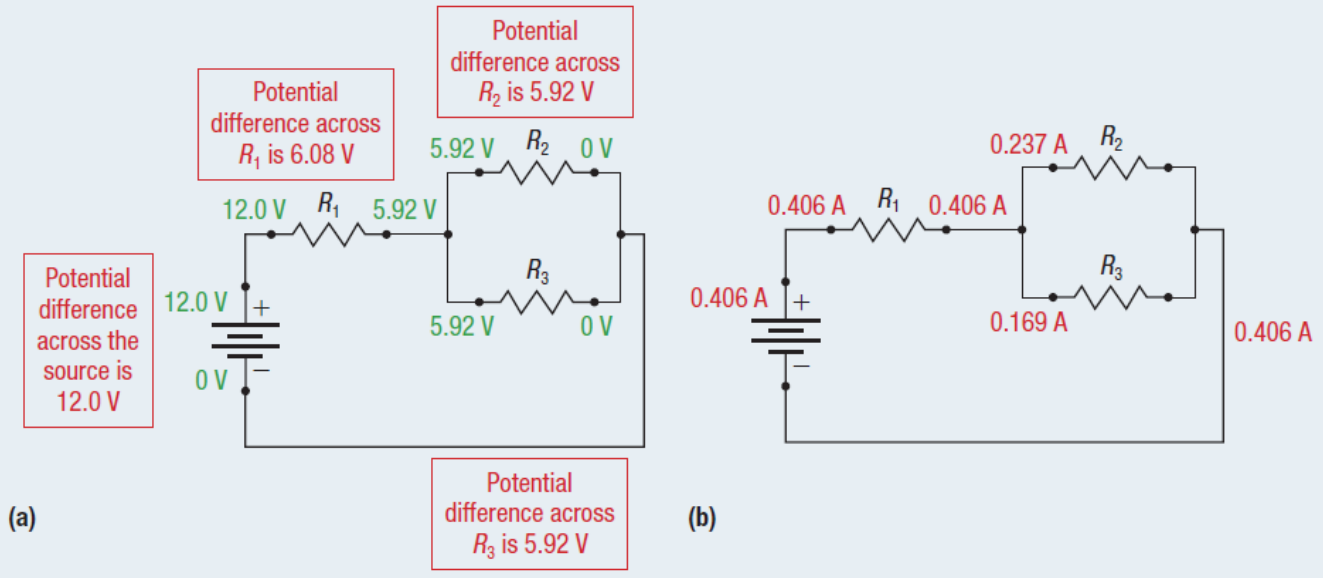 Potential
difference across
R2 is 5.92 V
Potential
difference across
R1 is 6.08 V
5.92 V R2 0 V
12.0 V R1 5.92 V
Potential
difference
across the
source is
12.0 V
12.0 V +
0 V −
R3
5.92 V 0 V
Potential
difference across
R3 is 5.92 V
(a)
0.237 A R2
0.406 A R1 0.406 A
0.406 A +
−
R3
0.169 A
0.406 A
(b)